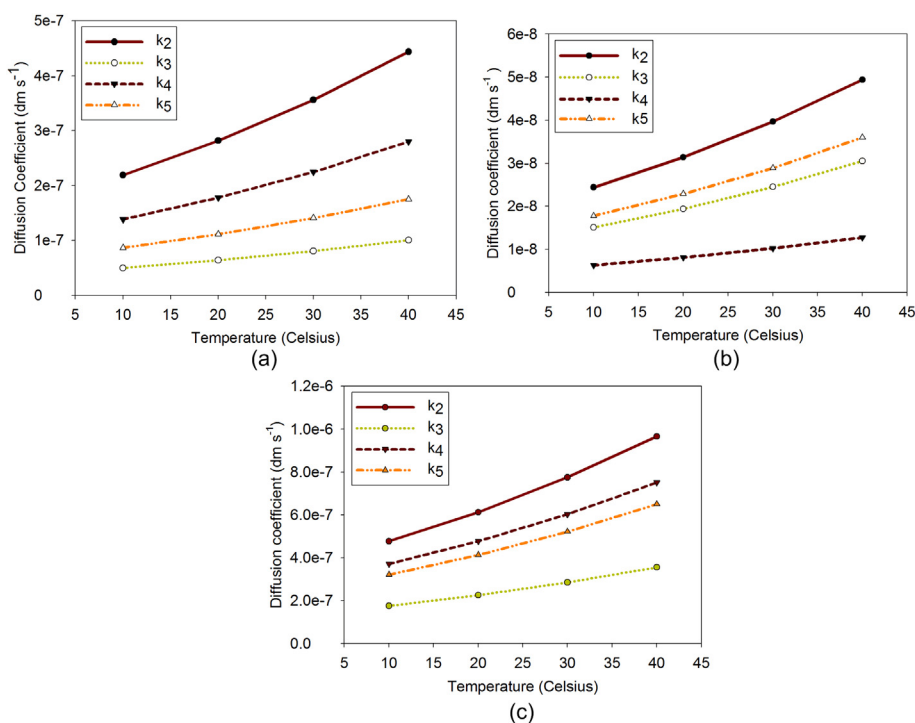 5e-7
4e-7
3e-7
2e-7
1e-7
0
Diffusion Coefficient (dm s⁻¹)
k₂
k₃
k₄
k₅
5 10 15 20 25 30 35 40 45
Temperature (Celsius)
(a)
6e-8
5e-8
4e-8
3e-8
2e-8
1e-8
0
Diffusion coefficient (dm s⁻¹)
k₂
k₃
k₄
k₅
5 10 15 20 25 30 35 40 45
Temperature (Celsius)
(b)
1.2e-6
1.0e-6
8.0e-7
6.0e-7
4.0e-7
2.0e-7
0.0
Diffusion coefficient (dm s⁻¹)
k₂
k₃
k₄
k₅
5 10 15 20 25 30 35 40 45
Temperature (Celsius)
(c)